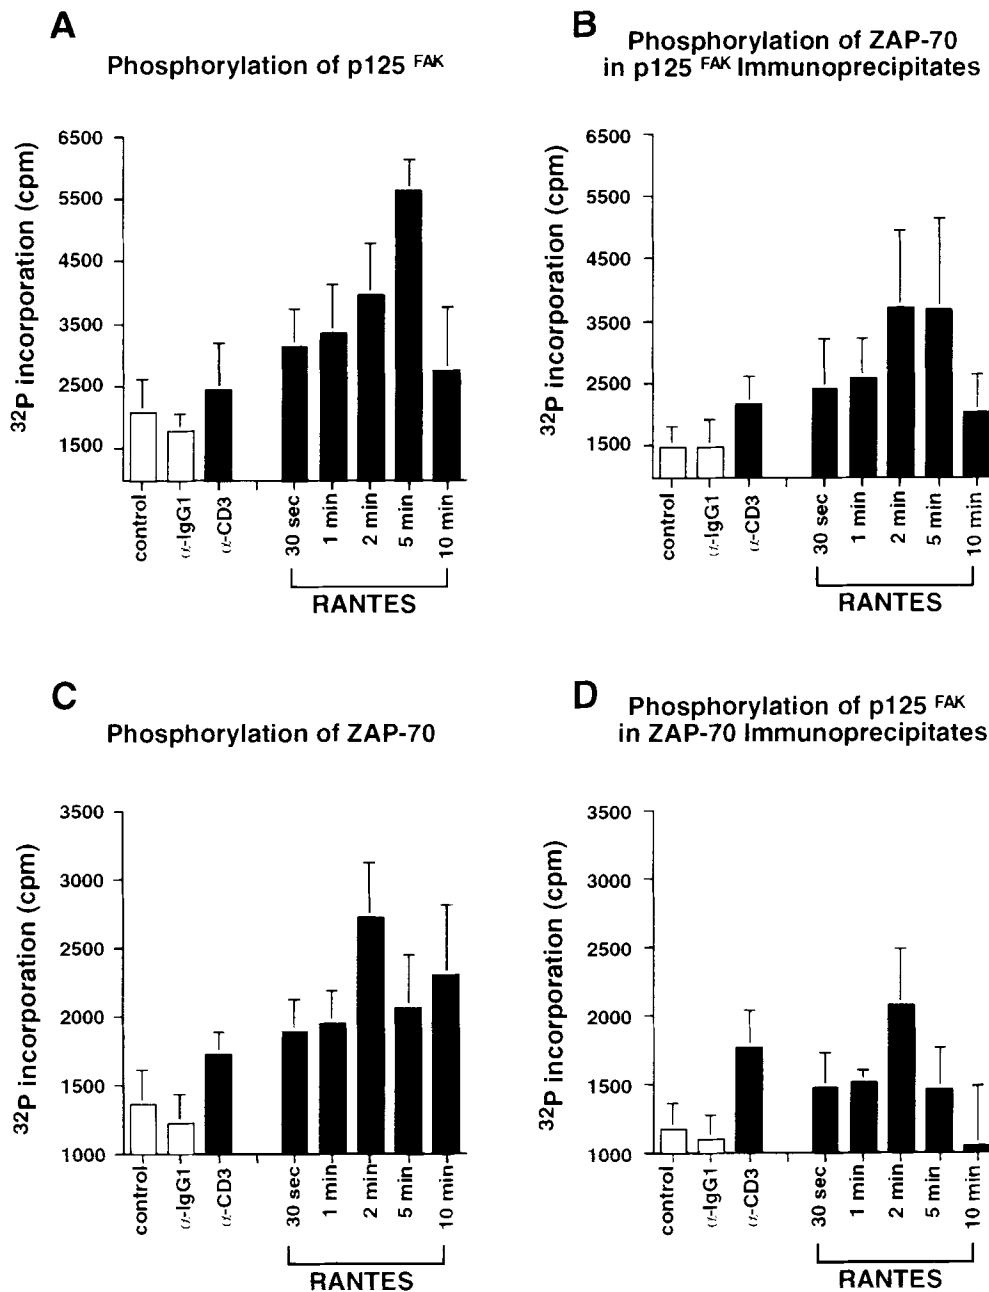 A
Phosphorylation of p125 FAK
32P incorporation (cpm)
6500
5500
4500
3500
2500
1500
control
α-IgG1
α-CD3
30 sec
1 min
2 min
5 min
10 min
RANTES
B
Phosphorylation of ZAP-70
in p125 FAK Immunoprecipitates
32P incorporation (cpm)
6500
5500
4500
3500
2500
1500
control
α-IgG1
α-CD3
30 sec
1 min
2 min
5 min
10 min
RANTES
C
Phosphorylation of ZAP-70
32P incorporation (cpm)
3500
3000
2500
2000
1500
1000
control
α-IgG1
α-CD3
30 sec
1 min
2 min
5 min
10 min
RANTES
D
Phosphorylation of p125 FAK
in ZAP-70 Immunoprecipitates
32P incorporation (cpm)
3500
3000
2500
2000
1500
1000
control
α-IgG1
α-CD3
30 sec
1 min
2 min
5 min
10 min
RANTES